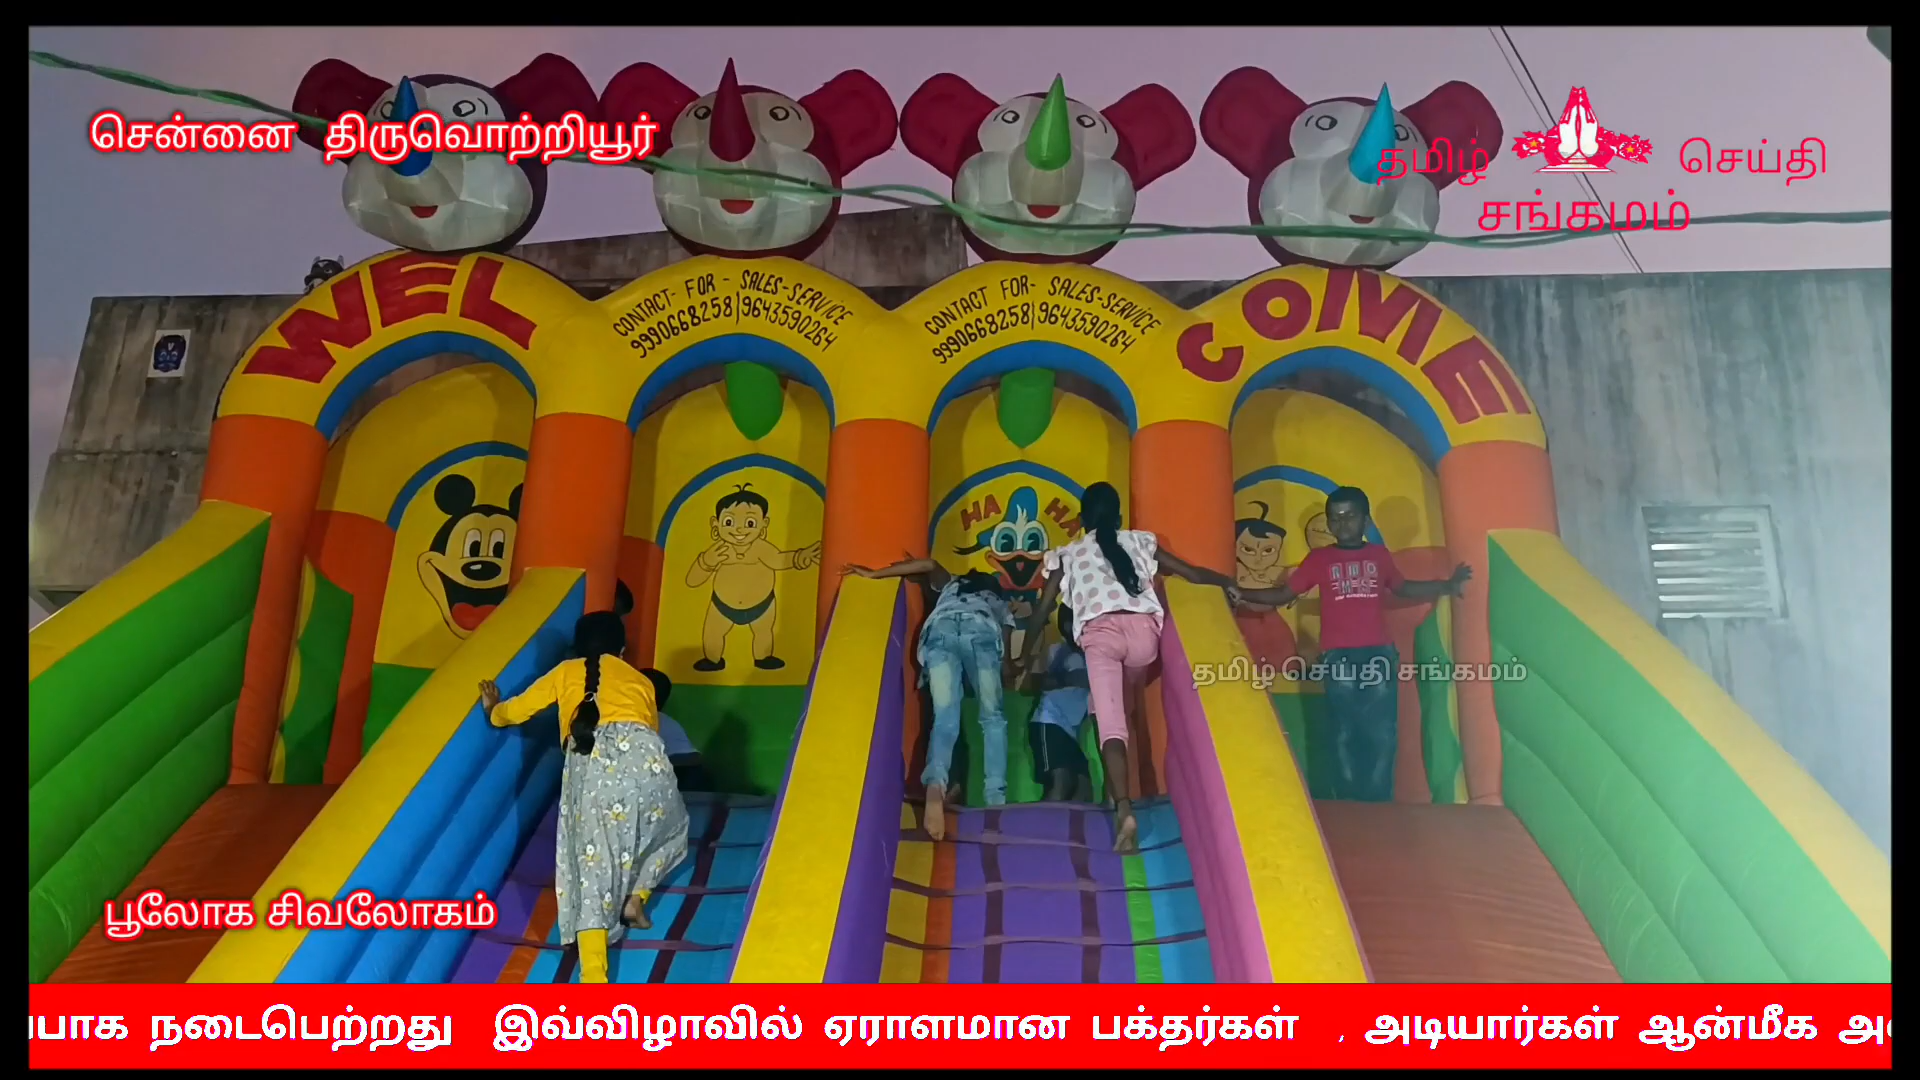 சென்னை திருவொற்றியூர்
தமிழ் செய்தி
சங்கமம்
WEL
CONTACT- FOR - SALES-SERVICE
9990668258|9643590264
CONTACT FOR- SALES-SERVICE
9990668258|9643590264
COME
HA HA
தமிழ் செய்தி சங்கமம்
பூலோக சிவலோகம்
நடைபெற்றது இவ்விழாவில் ஏராளமான பக்தர்கள் , அடியார்கள் ஆன்மீக